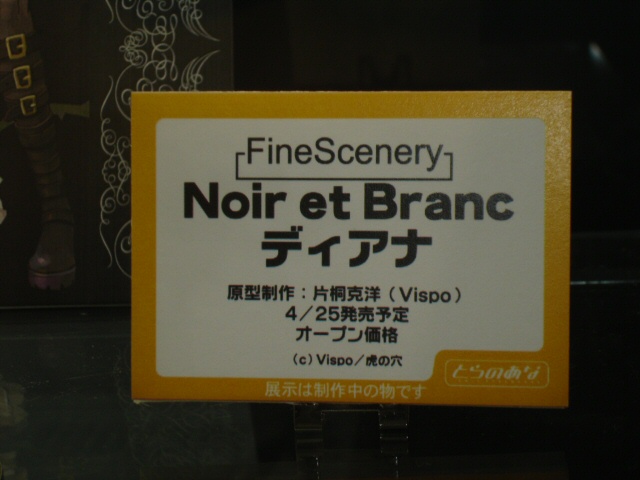 FineScenery
Noir et Branc
ディアナ
原型制作：片桐克洋（Vispo）
4／25発売予定
オープン価格
（c）Vispo／虎の穴
とらのあな
展示は制作中の物です